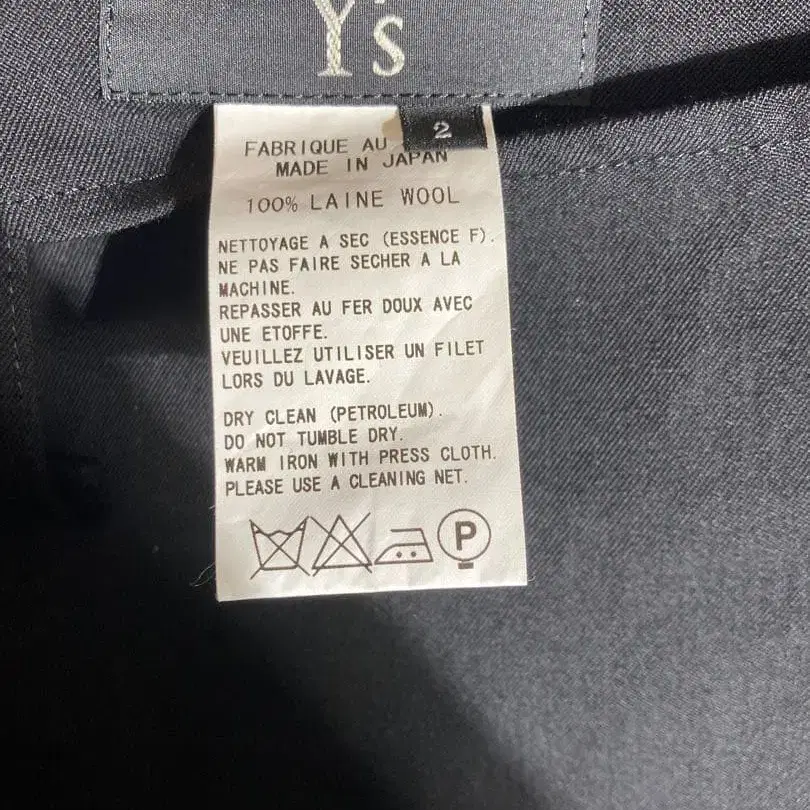 Y's
2
FABRIQUE AU
MADE IN JAPAN
100% LAINE WOOL
NETTOYAGE A SEC (ESSENCE F).
NE PAS FAIRE SECHER A LA
MACHINE.
REPASSER AU FER DOUX AVEC
UNE ETOFFE.
VEUILLEZ UTILISER UN FILET
LORS DU LAVAGE.
DRY CLEAN (PETROLEUM).
DO NOT TUMBLE DRY.
WARM IRON WITH PRESS CLOTH.
PLEASE USE A CLEANING NET.
P